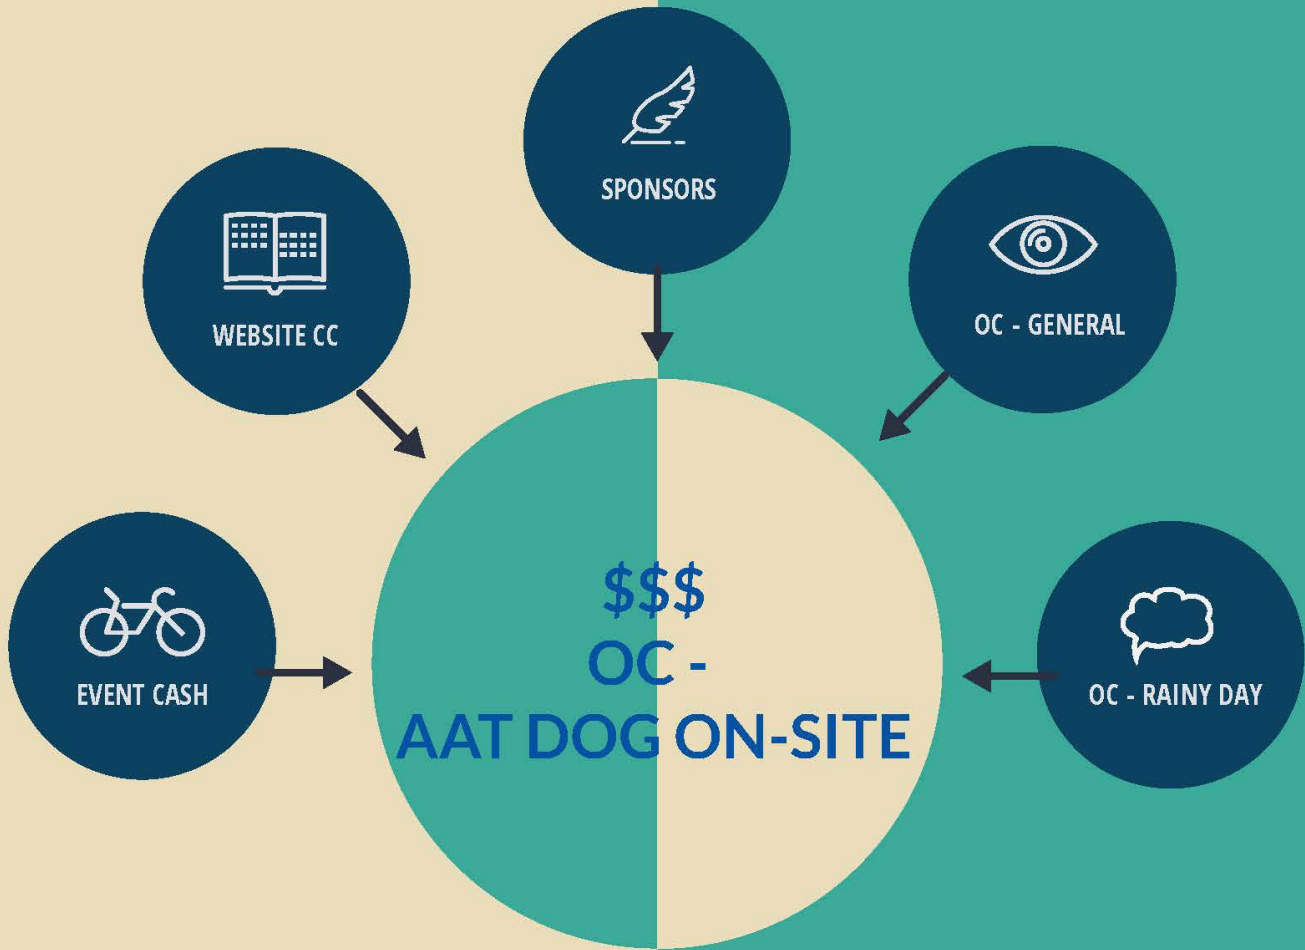 SPONSORS
WEBSITE CC
OC - GENERAL
EVENT CASH
OC - RAINY DAY
$$$
OC -
AAT DOG ON-SITE